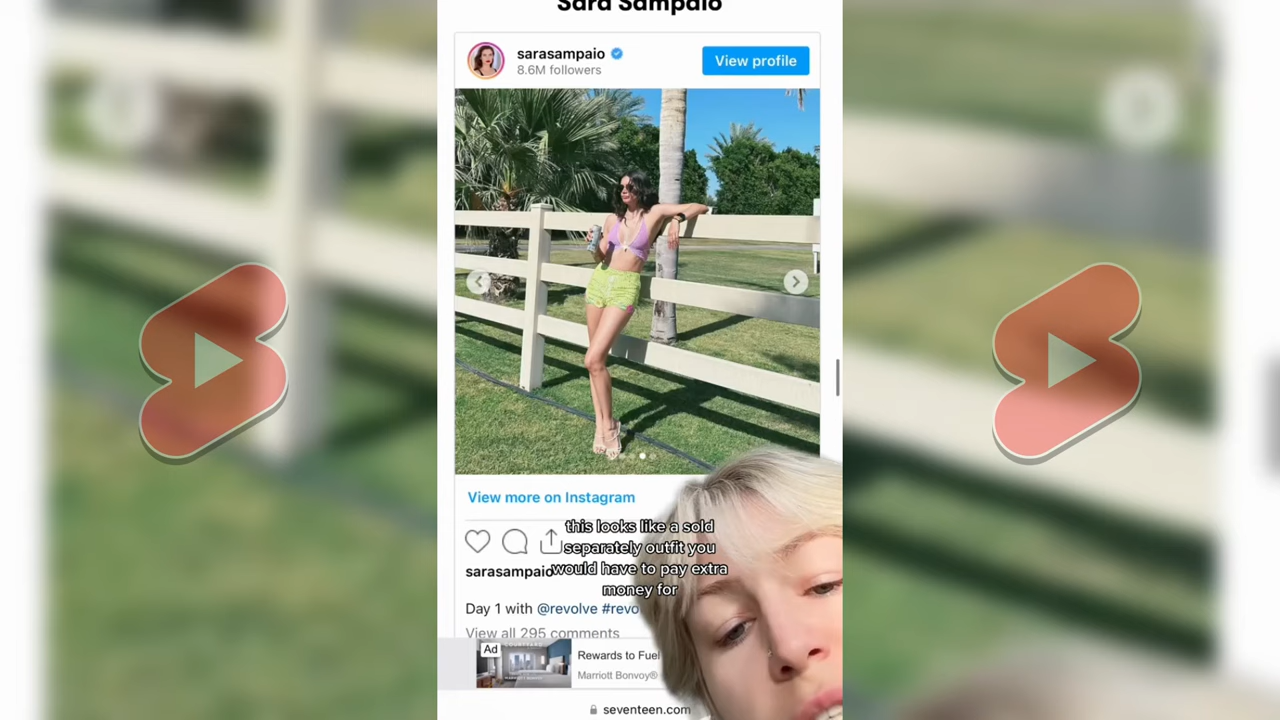 Sara Sampaio
sarasampaio
8.6M followers
View profile
View more on Instagram
this looks like a sold
separately outfit you
would have to pay extra
money for
sarasampaio
Day 1 with @revolve #revo
View all 295 comments
Ad
Rewards to Fuel
Marriott Bonvoy®
seventeen.com